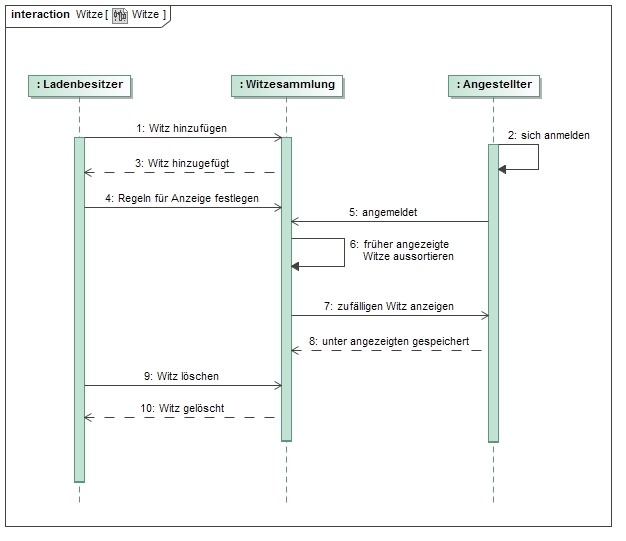 interaction Witze [ Witze ]
: Ladenbesitzer
: Witzesammlung
: Angestellter
1: Witz hinzufügen
2: sich anmelden
3: Witz hinzugefügt
4: Regeln für Anzeige festlegen
5: angemeldet
6: früher angezeigte
Witze aussortieren
7: zufälligen Witz anzeigen
8: unter angezeigten gespeichert
9: Witz löschen
10: Witz gelöscht